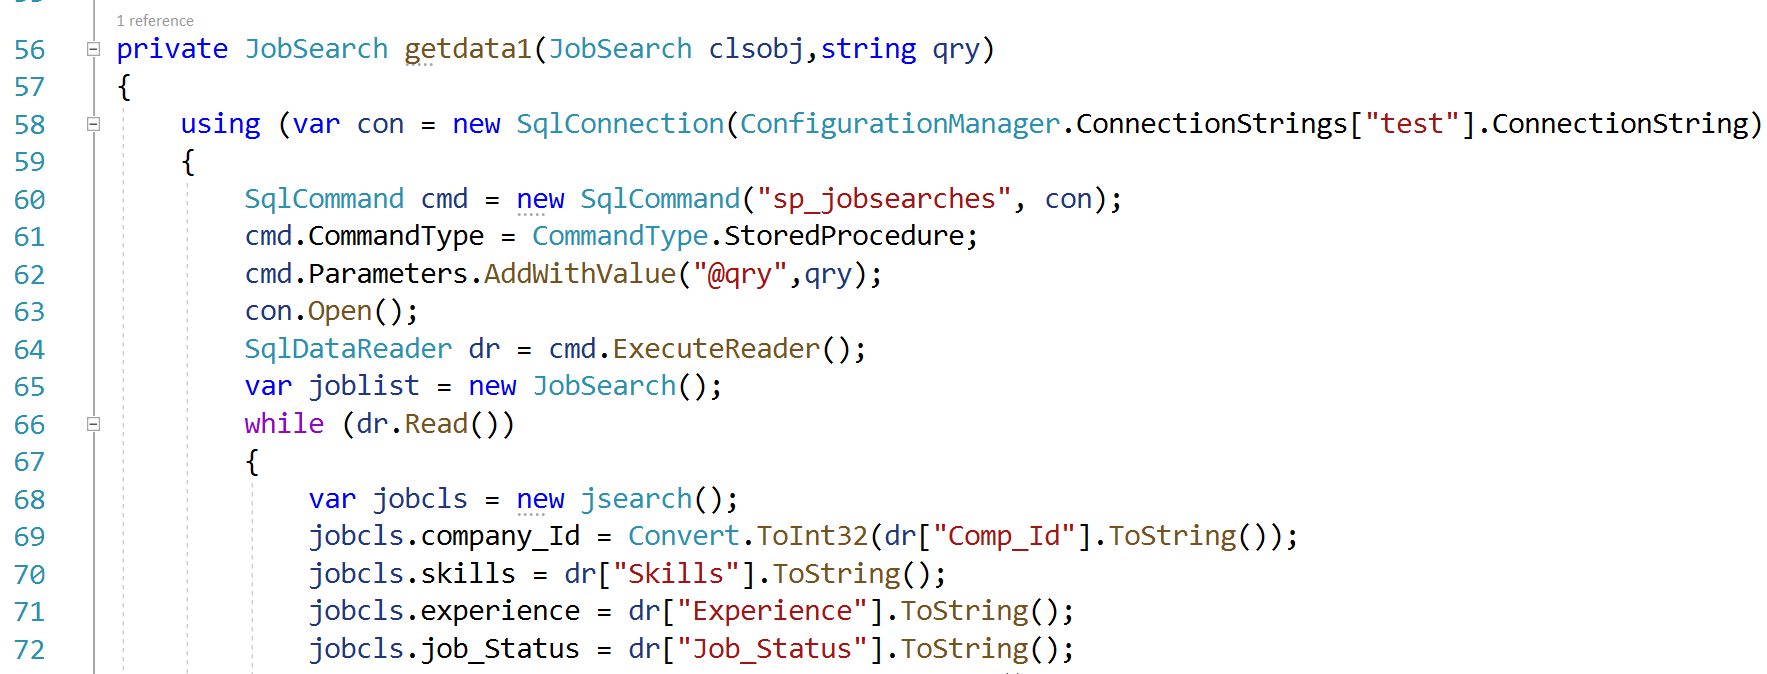 1 reference
56 private JobSearch getdata1(JobSearch clsobj,string qry)
57 {
58 using (var con = new SqlConnection(ConfigurationManager.ConnectionStrings["test"].ConnectionString)
59 {
60 SqlCommand cmd = new SqlCommand("sp_jobsearches", con);
61 cmd.CommandType = CommandType.StoredProcedure;
62 cmd.Parameters.AddWithValue("@qry",qry);
63 con.Open();
64 SqlDataReader dr = cmd.ExecuteReader();
65 var joblist = new JobSearch();
66 while (dr.Read())
67 {
68 var jobcls = new jsearch();
69 jobcls.company_Id = Convert.ToInt32(dr["Comp_Id"].ToString());
70 jobcls.skills = dr["Skills"].ToString();
71 jobcls.experience = dr["Experience"].ToString();
72 jobcls.job_Status = dr["Job_Status"].ToString();